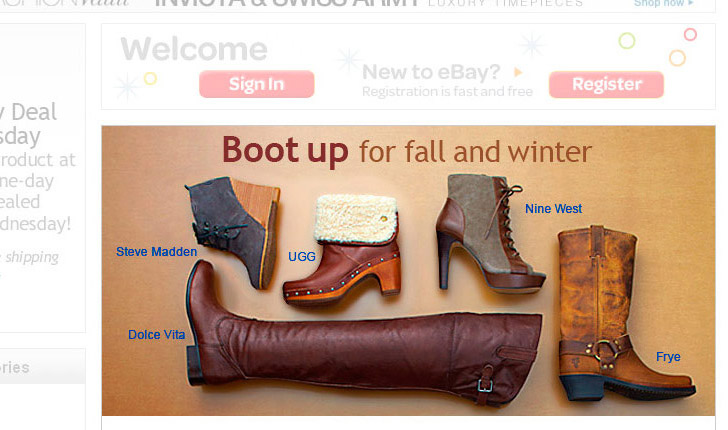 INVICTA & SWISS ARMY LUXURY TIMEPIECES
Shop now
Welcome
Sign In
New to eBay?
Registration is fast and free
Register
Deal
sday
roduct at
ne-day
ealed
dnesday!
shipping
ries
Boot up for fall and winter
Steve Madden
UGG
Nine West
Dolce Vita
Frye